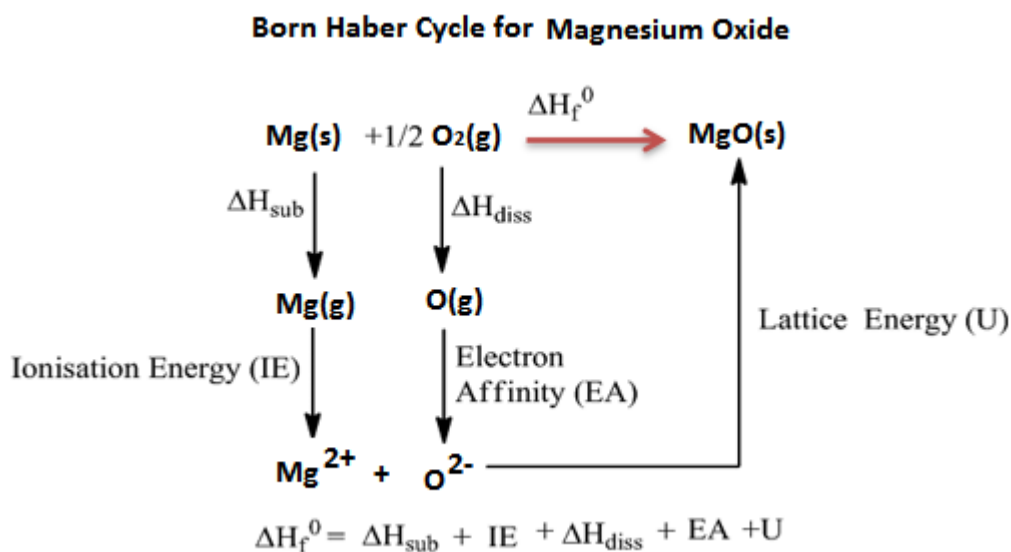 Born Haber Cycle for Magnesium Oxide
ΔHf⁰
Mg(s) +1/2 O₂(g) MgO(s)
ΔHsub ΔHdiss
Mg(g) O(g)
Lattice Energy (U)
Ionisation Energy (IE) Electron
Affinity (EA)
Mg²⁺ + O²⁻
ΔHf⁰ = ΔHsub + IE + ΔHdiss + EA +U